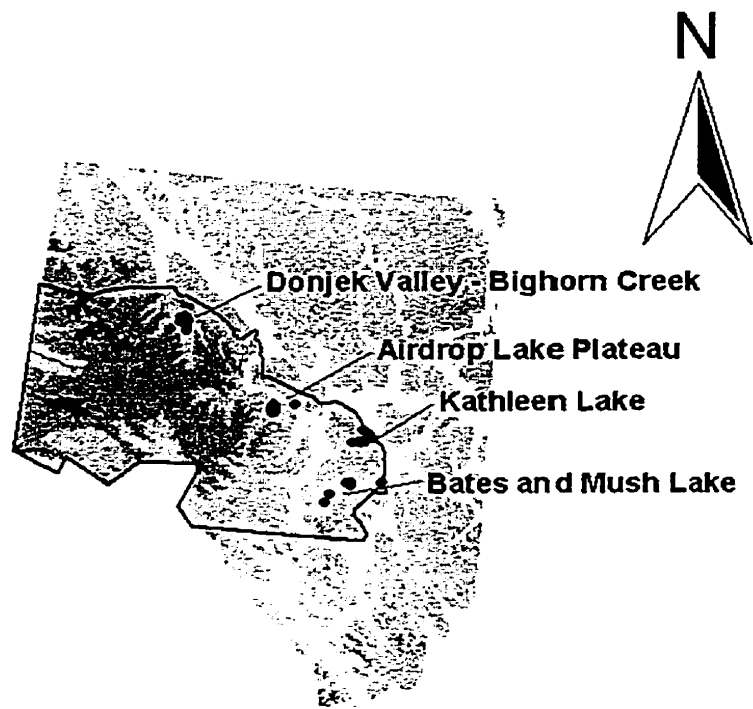 N
Donjek Valley - Bighorn Creek
Airdrop Lake Plateau
Kathleen Lake
Bates and Mush Lake